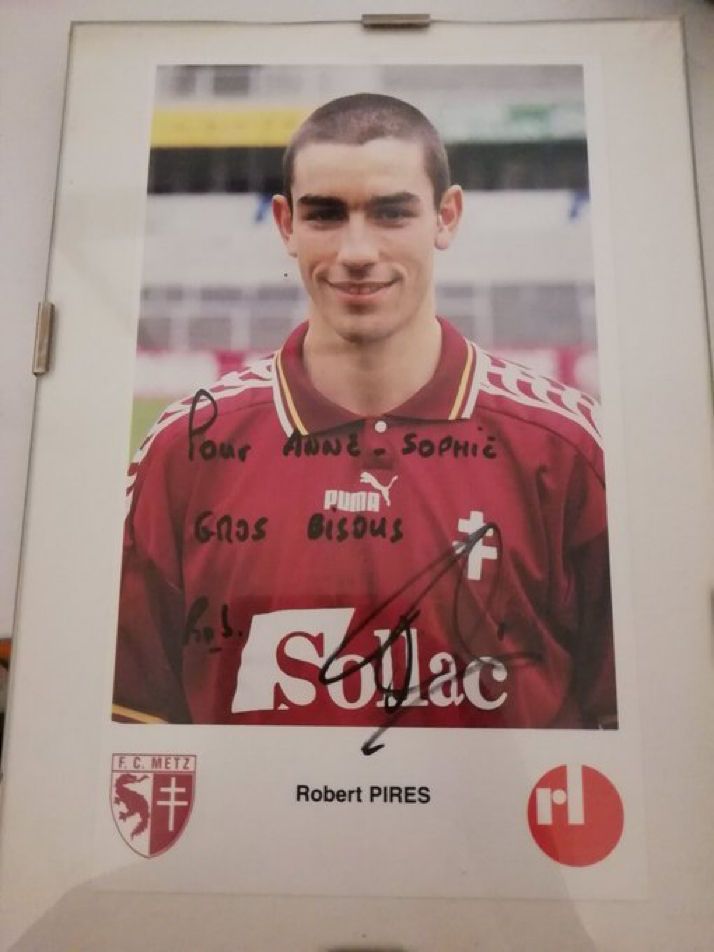 Pour ANNE-SOPHIE
PUMA
GROS BISOUS
Rob.
Sollac
F.C. METZ
Robert PIRES
rl